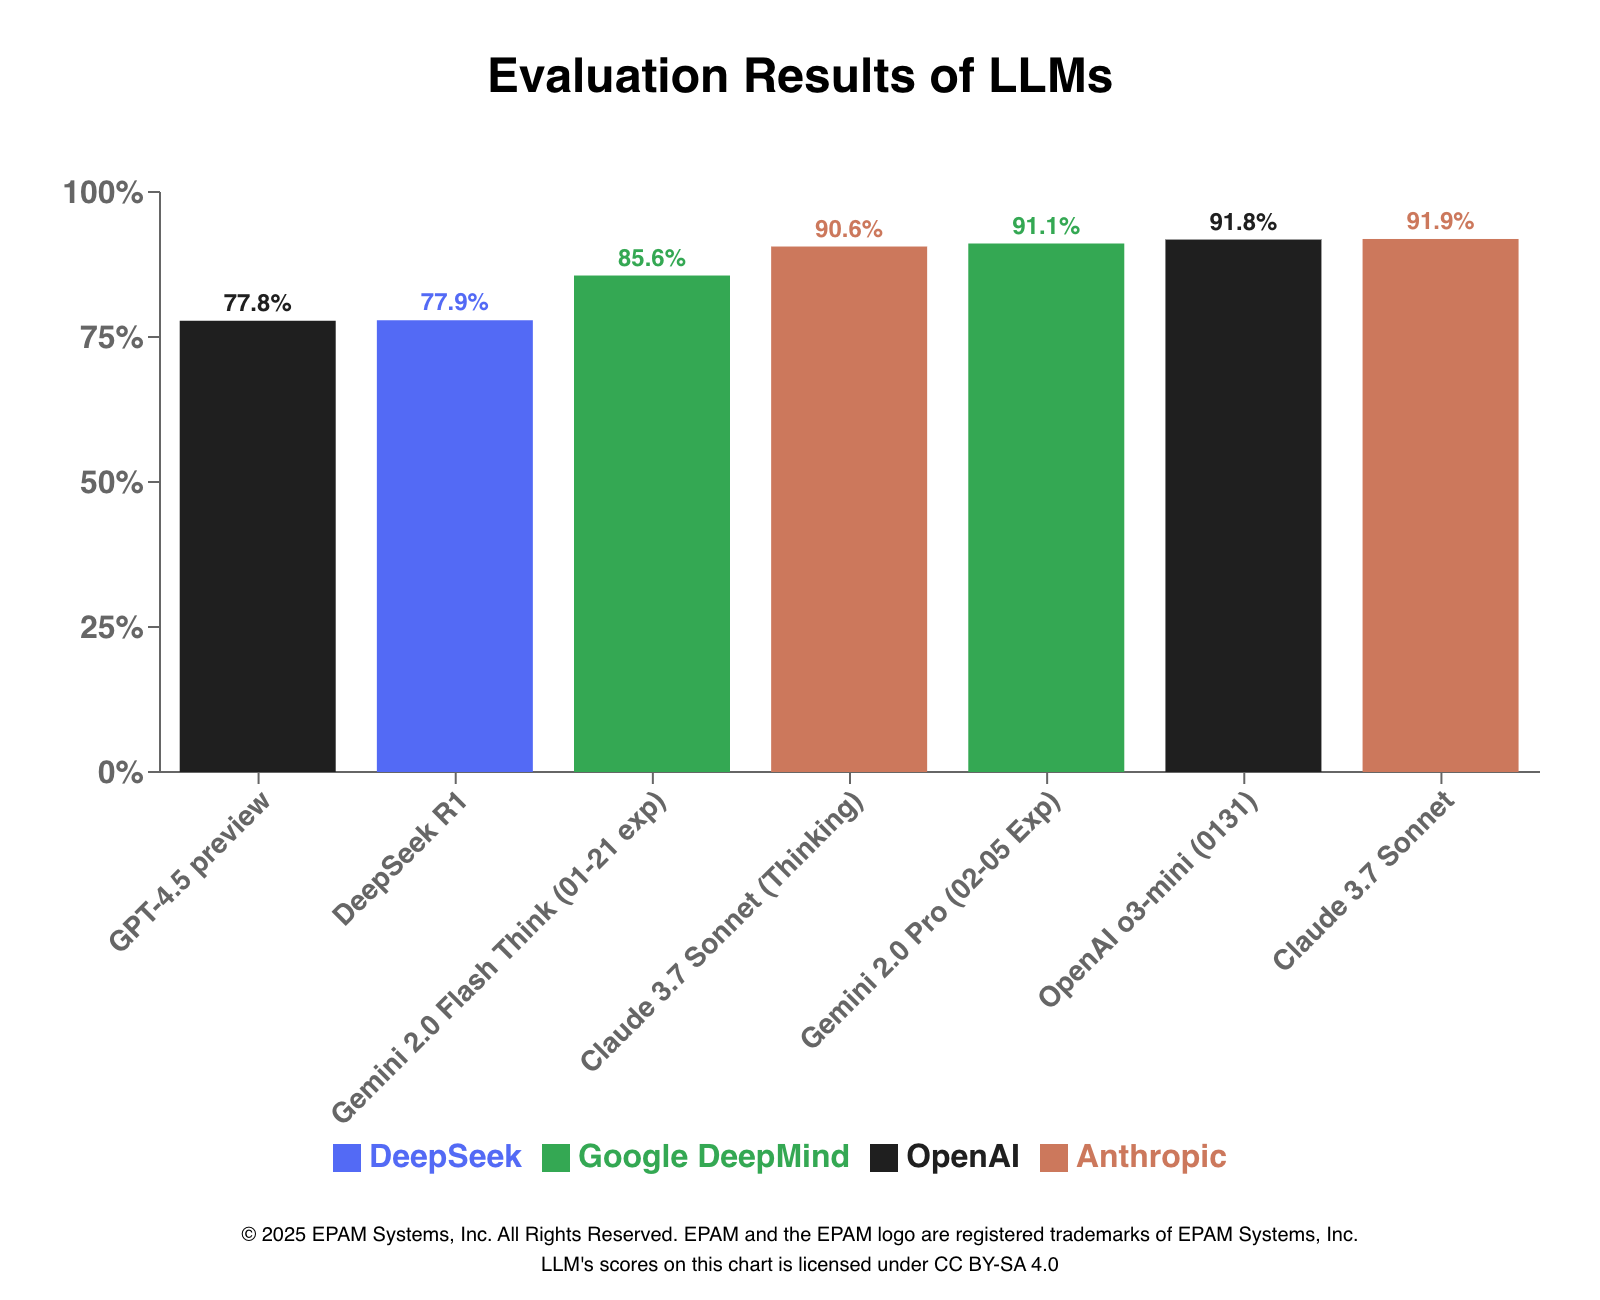 Evaluation Results of LLMs
100%
75%
50%
25%
0%
77.8%
77.9%
85.6%
90.6%
91.1%
91.8%
91.9%
GPT-4.5 preview
DeepSeek R1
Gemini 2.0 Flash Think (01-21 exp)
Claude 3.7 Sonnet (Thinking)
Gemini 2.0 Pro (02-05 Exp)
OpenAI o3-mini (0131)
Claude 3.7 Sonnet
DeepSeek Google DeepMind OpenAI Anthropic
© 2025 EPAM Systems, Inc. All Rights Reserved. EPAM and the EPAM logo are registered trademarks of EPAM Systems, Inc.
LLM's scores on this chart is licensed under CC BY-SA 4.0